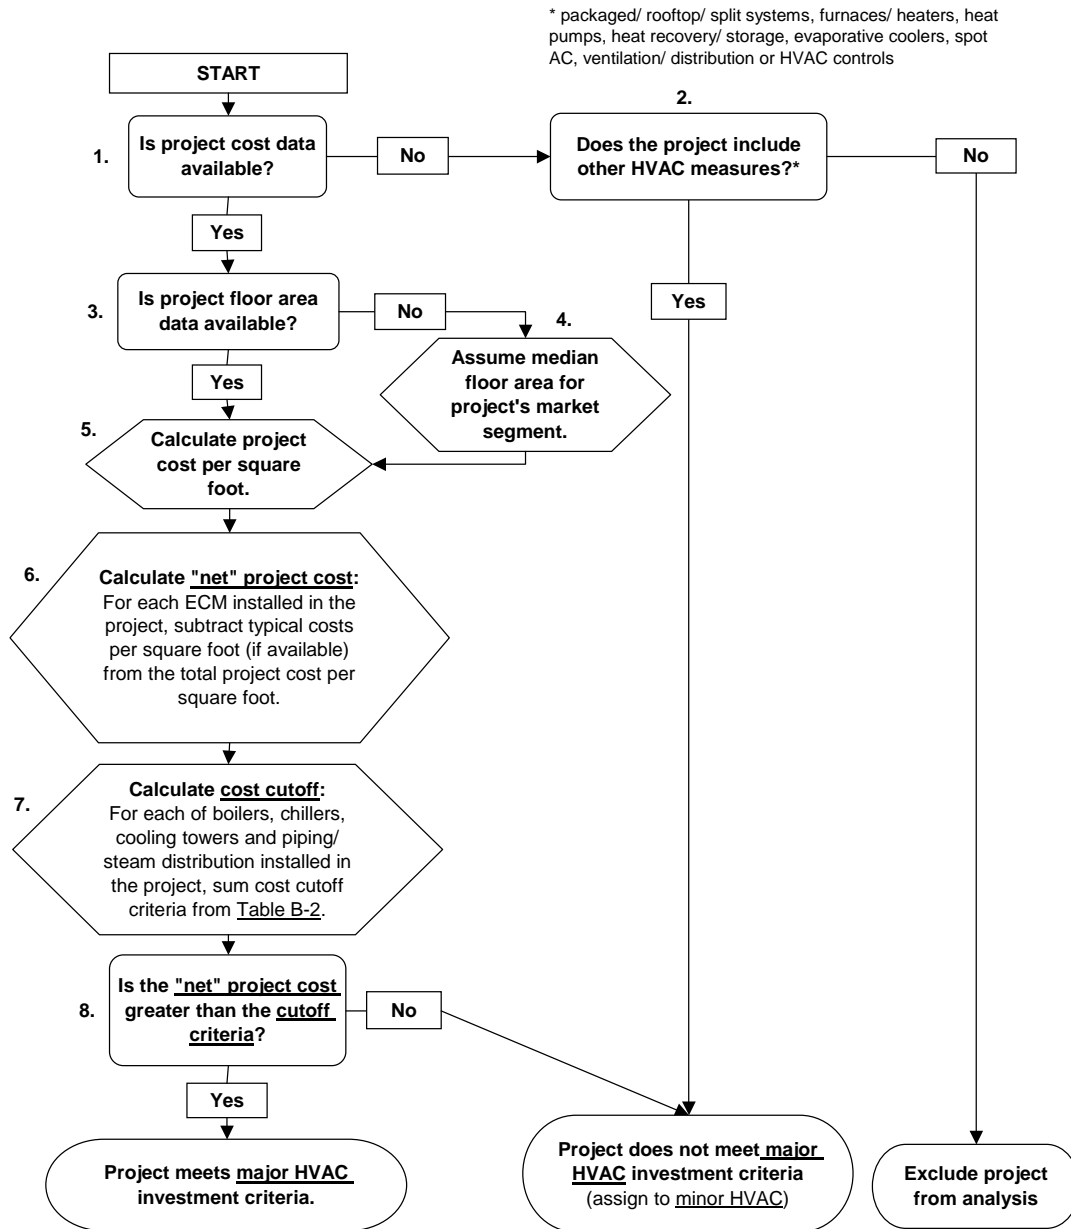 * packaged/ rooftop/ split systems, furnaces/ heaters, heat
pumps, heat recovery/ storage, evaporative coolers, spot
AC, ventilation/ distribution or HVAC controls
START
2.
1.
Is project cost data
available?
No
Does the project include
other HVAC measures?*
No
Yes
3.
Is project floor area
data available?
No
Yes
4.
Assume median
floor area for
project's market
segment.
Yes
5.
Calculate project
cost per square
foot.
6.
Calculate "net" project cost:
For each ECM installed in the
project, subtract typical costs
per square foot (if available)
from the total project cost per
square foot.
7.
Calculate cost cutoff:
For each of boilers, chillers,
cooling towers and piping/
steam distribution installed in
the project, sum cost cutoff
criteria from Table B-2.
8.
Is the "net" project cost
greater than the cutoff
criteria?
No
Yes
Project meets major HVAC
investment criteria.
Project does not meet major
HVAC investment criteria
(assign to minor HVAC)
Exclude project
from analysis